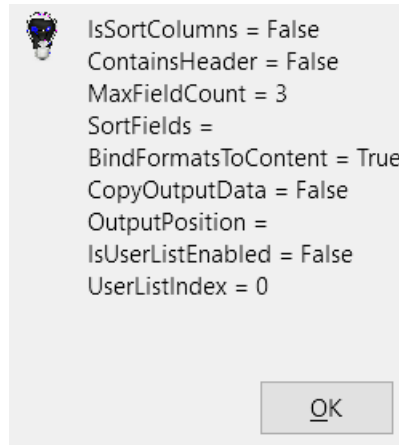 IsSortColumns = False
ContainsHeader = False
MaxFieldCount = 3
SortFields =
BindFormatsToContent = True
CopyOutputData = False
OutputPosition =
IsUserListEnabled = False
UserListIndex = 0
OK